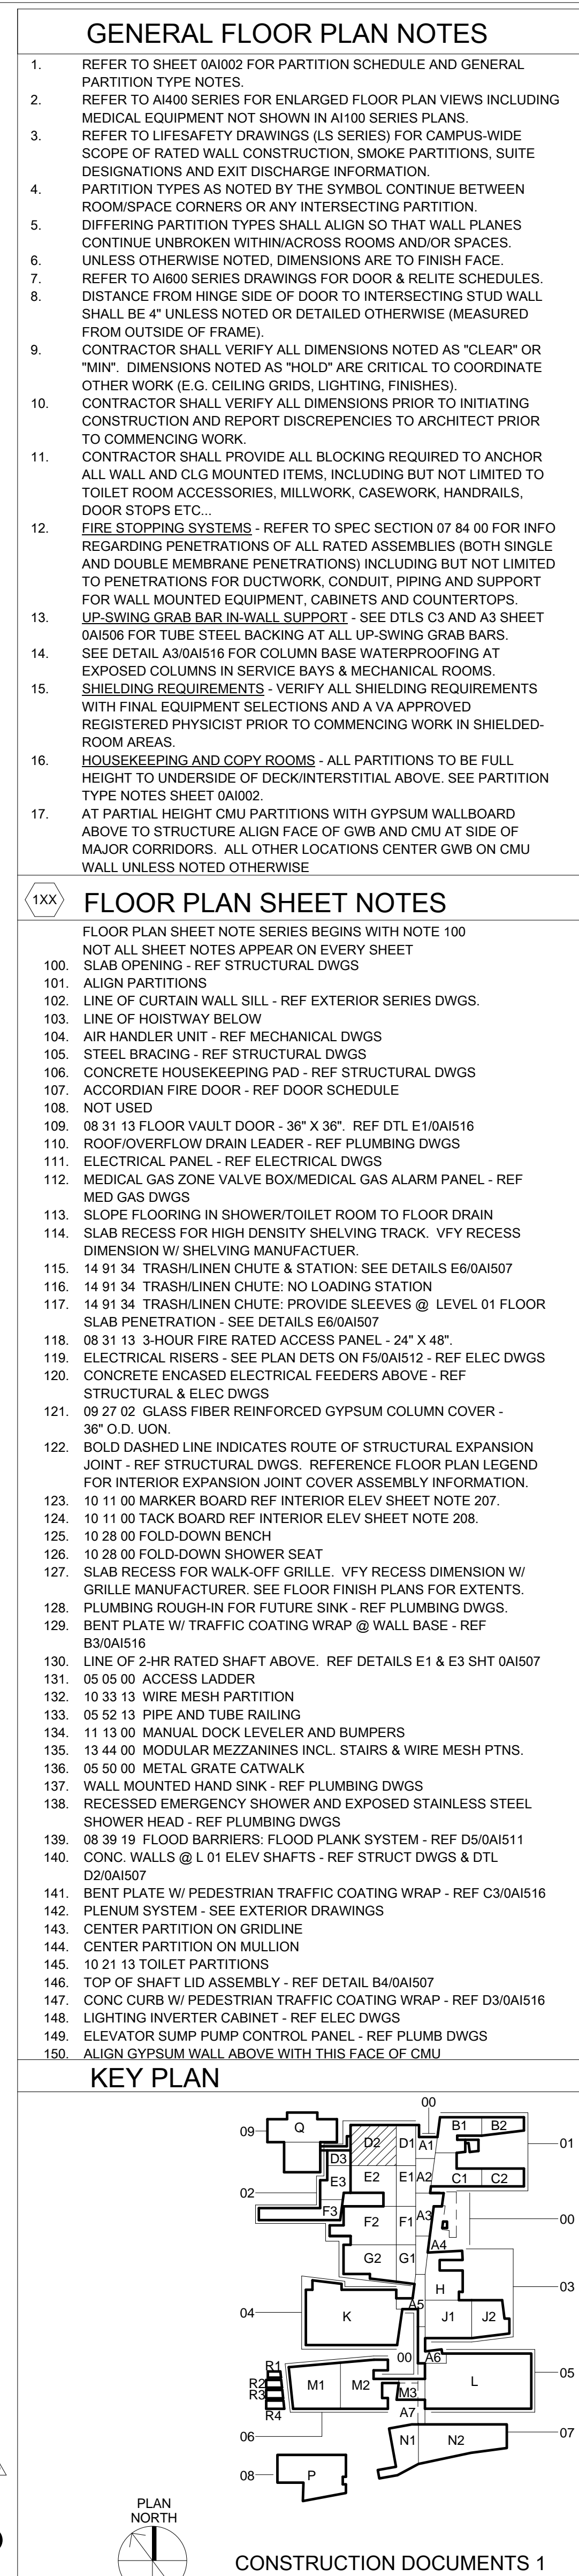 GENERAL FLOOR PLAN NOTES
1. REFER TO SHEET 0AI002 FOR PARTITION SCHEDULE AND GENERAL
PARTITION TYPE NOTES.
2. REFER TO AI400 SERIES FOR ENLARGED FLOOR PLAN VIEWS INCLUDING
MEDICAL EQUIPMENT NOT SHOWN IN AI100 SERIES PLANS.
3. REFER TO LIFESAFETY DRAWINGS (LS SERIES) FOR CAMPUS-WIDE
SCOPE OF RATED WALL CONSTRUCTION, SMOKE PARTITIONS, SUITE
DESIGNATIONS AND EXIT DISCHARGE INFORMATION.
4. PARTITION TYPES AS NOTED BY THE SYMBOL CONTINUE BETWEEN
ROOM/SPACE CORNERS OR ANY INTERSECTING PARTITION.
5. DIFFERING PARTITION TYPES SHALL ALIGN SO THAT WALL PLANES
CONTINUE UNBROKEN WITHIN/ACROSS ROOMS AND/OR SPACES.
6. UNLESS OTHERWISE NOTED, DIMENSIONS ARE TO FINISH FACE.
7. REFER TO AI600 SERIES DRAWINGS FOR DOOR & RELITE SCHEDULES.
8. DISTANCE FROM HINGE SIDE OF DOOR TO INTERSECTING STUD WALL
SHALL BE 4" UNLESS NOTED OR DETAILED OTHERWISE (MEASURED
FROM OUTSIDE OF FRAME).
9. CONTRACTOR SHALL VERIFY ALL DIMENSIONS NOTED AS "CLEAR" OR
"MIN". DIMENSIONS NOTED AS "HOLD" ARE CRITICAL TO COORDINATE
OTHER WORK (E.G. CEILING GRIDS, LIGHTING, FINISHES).
10. CONTRACTOR SHALL VERIFY ALL DIMENSIONS PRIOR TO INITIATING
CONSTRUCTION AND REPORT DISCREPENCIES TO ARCHITECT PRIOR
TO COMMENCING WORK.
11. CONTRACTOR SHALL PROVIDE ALL BLOCKING REQUIRED TO ANCHOR
ALL WALL AND CLG MOUNTED ITEMS, INCLUDING BUT NOT LIMITED TO
TOILET ROOM ACCESSORIES, MILLWORK, CASEWORK, HANDRAILS,
DOOR STOPS ETC...
12. FIRE STOPPING SYSTEMS - REFER TO SPEC SECTION 07 84 00 FOR INFO
REGARDING PENETRATIONS OF ALL RATED ASSEMBLIES (BOTH SINGLE
AND DOUBLE MEMBRANE PENETRATIONS) INCLUDING BUT NOT LIMITED
TO PENETRATIONS FOR DUCTWORK, CONDUIT, PIPING AND SUPPORT
FOR WALL MOUNTED EQUIPMENT, CABINETS AND COUNTERTOPS.
13. UP-SWING GRAB BAR IN-WALL SUPPORT - SEE DTLS C3 AND A3 SHEET
0AI506 FOR TUBE STEEL BACKING AT ALL UP-SWING GRAB BARS.
14. SEE DETAIL A3/0AI516 FOR COLUMN BASE WATERPROOFING AT
EXPOSED COLUMNS IN SERVICE BAYS & MECHANICAL ROOMS.
15. SHIELDING REQUIREMENTS - VERIFY ALL SHIELDING REQUIREMENTS
WITH FINAL EQUIPMENT SELECTIONS AND A VA APPROVED
REGISTERED PHYSICIST PRIOR TO COMMENCING WORK IN SHIELDED-
ROOM AREAS.
16. HOUSEKEEPING AND COPY ROOMS - ALL PARTITIONS TO BE FULL
HEIGHT TO UNDERSIDE OF DECK/INTERSTITIAL ABOVE. SEE PARTITION
TYPE NOTES SHEET 0AI002.
17. AT PARTIAL HEIGHT CMU PARTITIONS WITH GYPSUM WALLBOARD
ABOVE TO STRUCTURE ALIGN FACE OF GWB AND CMU AT SIDE OF
MAJOR CORRIDORS. ALL OTHER LOCATIONS CENTER GWB ON CMU
WALL UNLESS NOTED OTHERWISE
1XX FLOOR PLAN SHEET NOTES
FLOOR PLAN SHEET NOTE SERIES BEGINS WITH NOTE 100
NOT ALL SHEET NOTES APPEAR ON EVERY SHEET
100. SLAB OPENING - REF STRUCTURAL DWGS
101. ALIGN PARTITIONS
102. LINE OF CURTAIN WALL SILL - REF EXTERIOR SERIES DWGS.
103. LINE OF HOISTWAY BELOW
104. AIR HANDLER UNIT - REF MECHANICAL DWGS
105. STEEL BRACING - REF STRUCTURAL DWGS
106. CONCRETE HOUSEKEEPING PAD - REF STRUCTURAL DWGS
107. ACCORDIAN FIRE DOOR - REF DOOR SCHEDULE
108. NOT USED
109. 08 31 13 FLOOR VAULT DOOR - 36" X 36". REF DTL E1/0AI516
110. ROOF/OVERFLOW DRAIN LEADER - REF PLUMBING DWGS
111. ELECTRICAL PANEL - REF ELECTRICAL DWGS
112. MEDICAL GAS ZONE VALVE BOX/MEDICAL GAS ALARM PANEL - REF
MED GAS DWGS
113. SLOPE FLOORING IN SHOWER/TOILET ROOM TO FLOOR DRAIN
114. SLAB RECESS FOR HIGH DENSITY SHELVING TRACK. VFY RECESS
DIMENSION W/ SHELVING MANUFACTUER.
115. 14 91 34 TRASH/LINEN CHUTE & STATION: SEE DETAILS E6/0AI507
116. 14 91 34 TRASH/LINEN CHUTE: NO LOADING STATION
117. 14 91 34 TRASH/LINEN CHUTE: PROVIDE SLEEVES @ LEVEL 01 FLOOR
SLAB PENETRATION - SEE DETAILS E6/0AI507
118. 08 31 13 3-HOUR FIRE RATED ACCESS PANEL - 24" X 48".
119. ELECTRICAL RISERS - SEE PLAN DETS ON F5/0AI512 - REF ELEC DWGS
120. CONCRETE ENCASED ELECTRICAL FEEDERS ABOVE - REF
STRUCTURAL & ELEC DWGS
121. 09 27 02 GLASS FIBER REINFORCED GYPSUM COLUMN COVER -
36" O.D. UON.
122. BOLD DASHED LINE INDICATES ROUTE OF STRUCTURAL EXPANSION
JOINT - REF STRUCTURAL DWGS. REFERENCE FLOOR PLAN LEGEND
FOR INTERIOR EXPANSION JOINT COVER ASSEMBLY INFORMATION.
123. 10 11 00 MARKER BOARD REF INTERIOR ELEV SHEET NOTE 207.
124. 10 11 00 TACK BOARD REF INTERIOR ELEV SHEET NOTE 208.
125. 10 28 00 FOLD-DOWN BENCH
126. 10 28 00 FOLD-DOWN SHOWER SEAT
127. SLAB RECESS FOR WALK-OFF GRILLE. VFY RECESS DIMENSION W/
GRILLE MANUFACTURER. SEE FLOOR FINISH PLANS FOR EXTENTS.
128. PLUMBING ROUGH-IN FOR FUTURE SINK - REF PLUMBING DWGS.
129. BENT PLATE W/ TRAFFIC COATING WRAP @ WALL BASE - REF
B3/0AI516
130. LINE OF 2-HR RATED SHAFT ABOVE. REF DETAILS E1 & E3 SHT 0AI507
131. 05 05 00 ACCESS LADDER
132. 10 33 13 WIRE MESH PARTITION
133. 05 52 13 PIPE AND TUBE RAILING
134. 11 13 00 MANUAL DOCK LEVELER AND BUMPERS
135. 13 44 00 MODULAR MEZZANINES INCL. STAIRS & WIRE MESH PTNS.
136. 05 50 00 METAL GRATE CATWALK
137. WALL MOUNTED HAND SINK - REF PLUMBING DWGS
138. RECESSED EMERGENCY SHOWER AND EXPOSED STAINLESS STEEL
SHOWER HEAD - REF PLUMBING DWGS
139. 08 39 19 FLOOD BARRIERS: FLOOD PLANK SYSTEM - REF D5/0AI511
140. CONC. WALLS @ L 01 ELEV SHAFTS - REF STRUCT DWGS & DTL
D2/0AI507
141. BENT PLATE W/ PEDESTRIAN TRAFFIC COATING WRAP - REF C3/0AI516
142. PLENUM SYSTEM - SEE EXTERIOR DRAWINGS
143. CENTER PARTITION ON GRIDLINE
144. CENTER PARTITION ON MULLION
145. 10 21 13 TOILET PARTITIONS
146. TOP OF SHAFT LID ASSEMBLY - REF DETAIL B4/0AI507
147. CONC CURB W/ PEDESTRIAN TRAFFIC COATING WRAP - REF D3/0AI516
148. LIGHTING INVERTER CABINET - REF ELEC DWGS
149. ELEVATOR SUMP PUMP CONTROL PANEL - REF PLUMB DWGS
150. ALIGN GYPSUM WALL ABOVE WITH THIS FACE OF CMU
KEY PLAN
00
09 Q B1 B2
D2 D1 A1 01
D3
E3 E2 E1 A2 C1 C2
02
F3 F2 F1 A3 00
A4
G2 G1
H 03
A5
04 K J1 J2
00 A6
R1
R2 M1 M2 L 05
R3 M3
R4 A7
06 N1 N2 07
08 P
PLAN
NORTH
CONSTRUCTION DOCUMENTS 1